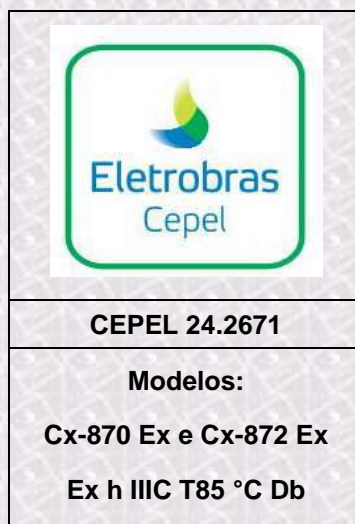 Eletrobras
Cepel
CEPEL 24.2671
Modelos:
Cx-870 Ex e Cx-872 Ex
Ex h IIIC T85 °C Db